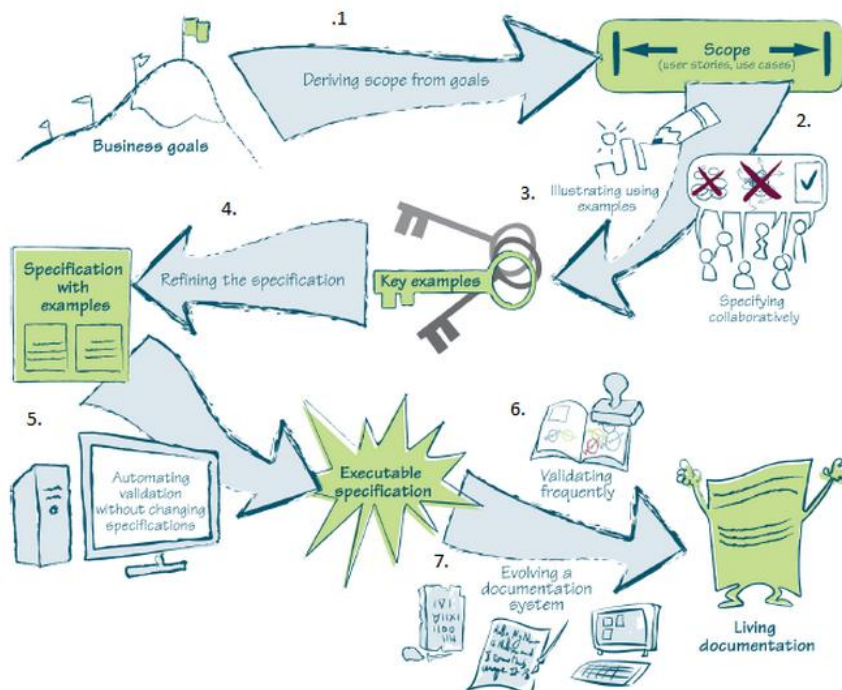 .1
Deriving scope from goals
Business goals
Scope
(user stories, use cases)
2.
Illustrating using
examples
3.
Specifying
collaboratively
4.
Refining the specification
Key examples
Specification
with
examples
5.
Automating
validation
without changing
specifications
Executable
specification
6.
Validating
frequently
7.
Evolving a
documentation
system
Living
documentation